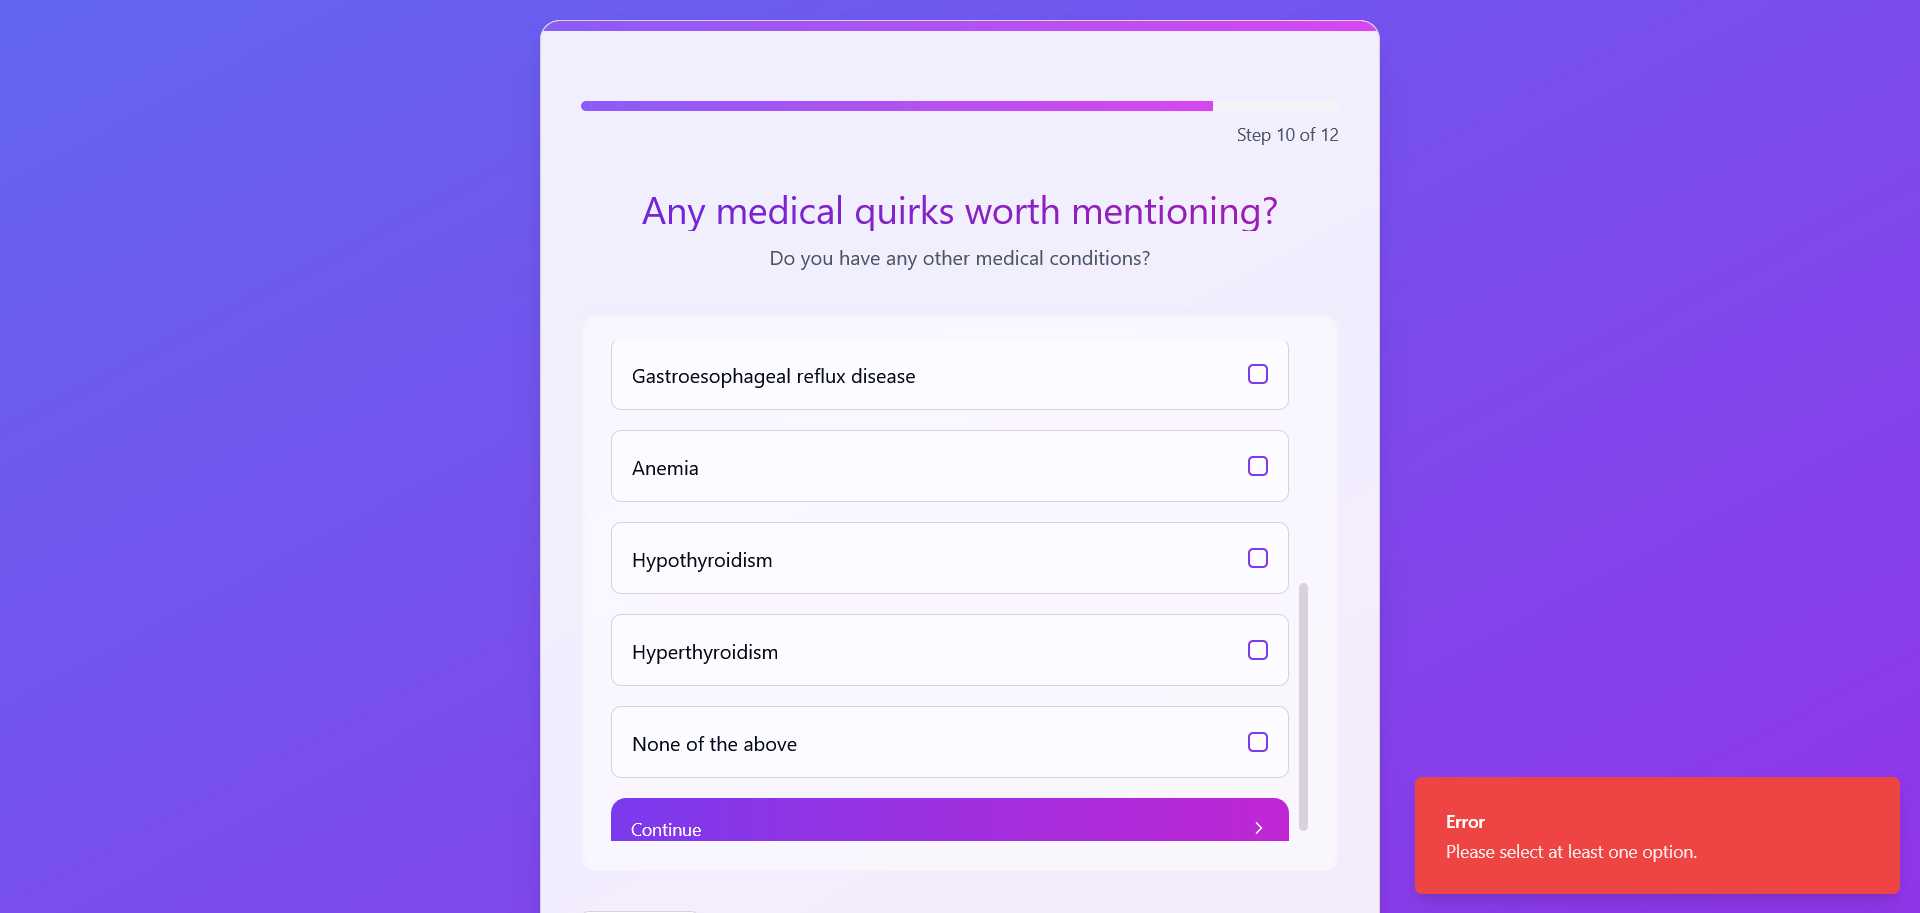 Step 10 of 12
Any medical quirks worth mentioning?
Do you have any other medical conditions?
Gastroesophageal reflux disease
Anemia
Hypothyroidism
Hyperthyroidism
None of the above
Continue
Error
Please select at least one option.